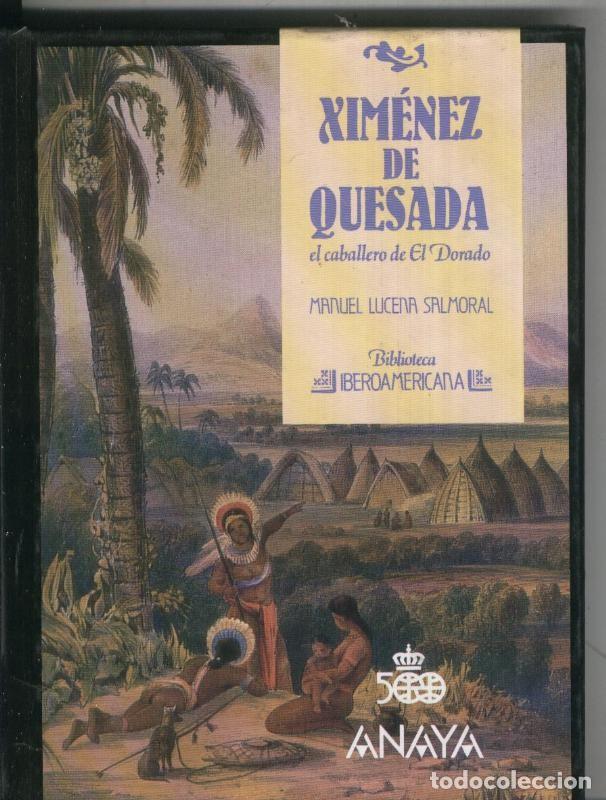 XIMÉNEZ
DE
QUESADA
el caballero de El Dorado
MANUEL LUCENA SALMORAL
Biblioteca
IBEROAMERICANA
500
ANAYA
todocoleccion